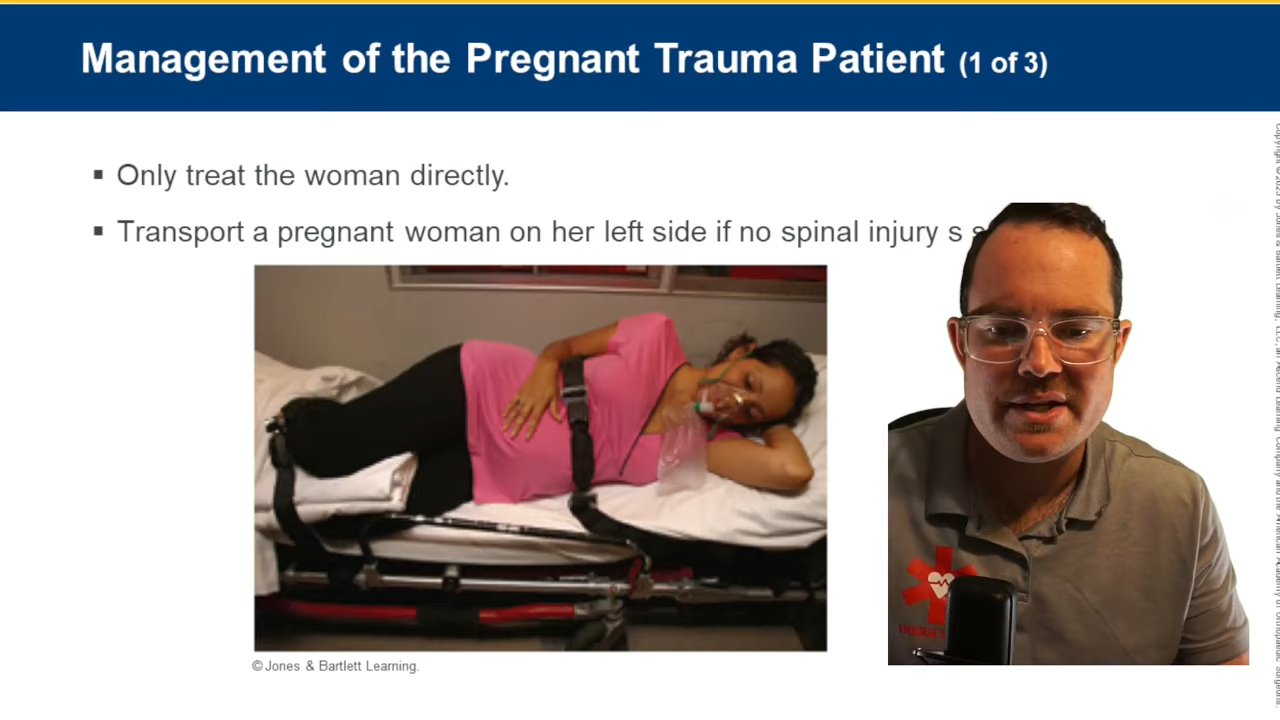 Management of the Pregnant Trauma Patient (1 of 3)
▪ Only treat the woman directly.
▪ Transport a pregnant woman on her left side if no spinal injury s s
© Jones & Bartlett Learning.